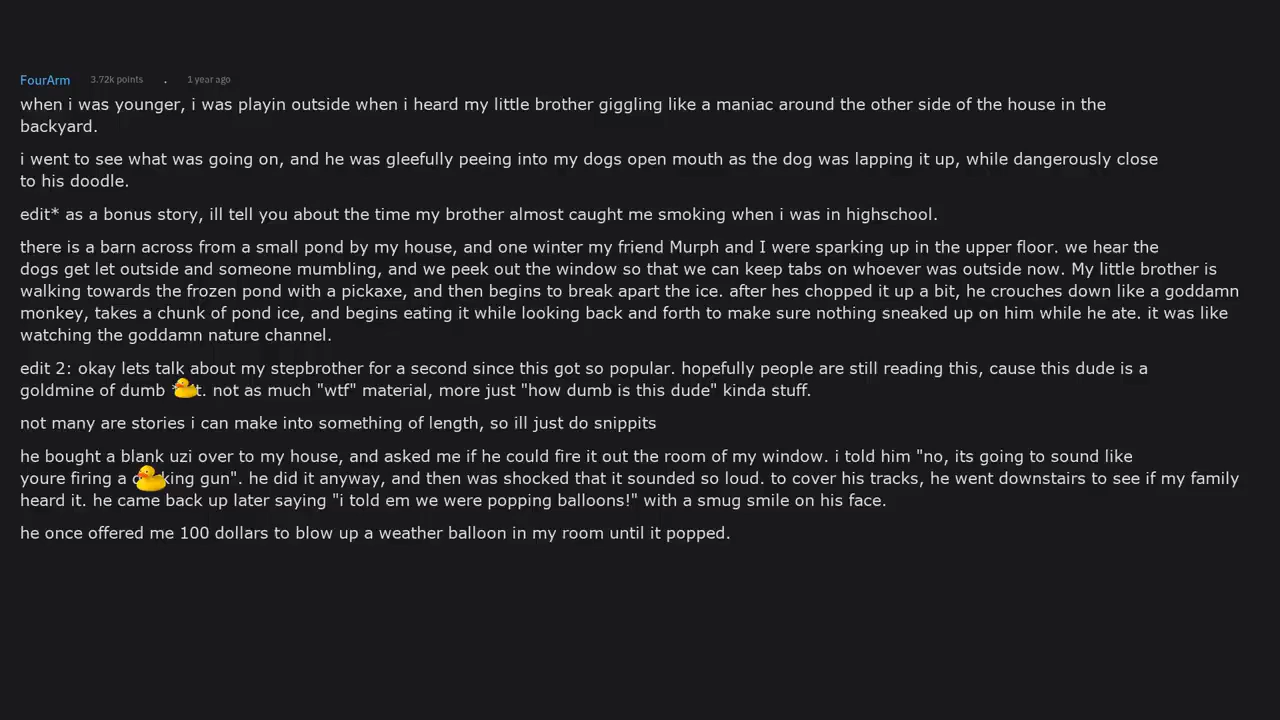 FourArm 3.72k points . 1 year ago
when i was younger, i was playin outside when i heard my little brother giggling like a maniac around the other side of the house in the
backyard.
i went to see what was going on, and he was gleefully peeing into my dogs open mouth as the dog was lapping it up, while dangerously close
to his doodle.
edit* as a bonus story, ill tell you about the time my brother almost caught me smoking when i was in highschool.
there is a barn across from a small pond by my house, and one winter my friend Murph and I were sparking up in the upper floor. we hear the
dogs get let outside and someone mumbling, and we peek out the window so that we can keep tabs on whoever was outside now. My little brother is
walking towards the frozen pond with a pickaxe, and then begins to break apart the ice. after hes chopped it up a bit, he crouches down like a goddamn
monkey, takes a chunk of pond ice, and begins eating it while looking back and forth to make sure nothing sneaked up on him while he ate. it was like
watching the goddamn nature channel.
edit 2: okay lets talk about my stepbrother for a second since this got so popular. hopefully people are still reading this, cause this dude is a
goldmine of dumb t. not as much "wtf" material, more just "how dumb is this dude" kinda stuff.
not many are stories i can make into something of length, so ill just do snippits
he bought a blank uzi over to my house, and asked me if he could fire it out the room of my window. i told him "no, its going to sound like
youre firing a king gun". he did it anyway, and then was shocked that it sounded so loud. to cover his tracks, he went downstairs to see if my family
heard it. he came back up later saying "i told em we were popping balloons!" with a smug smile on his face.
he once offered me 100 dollars to blow up a weather balloon in my room until it popped.